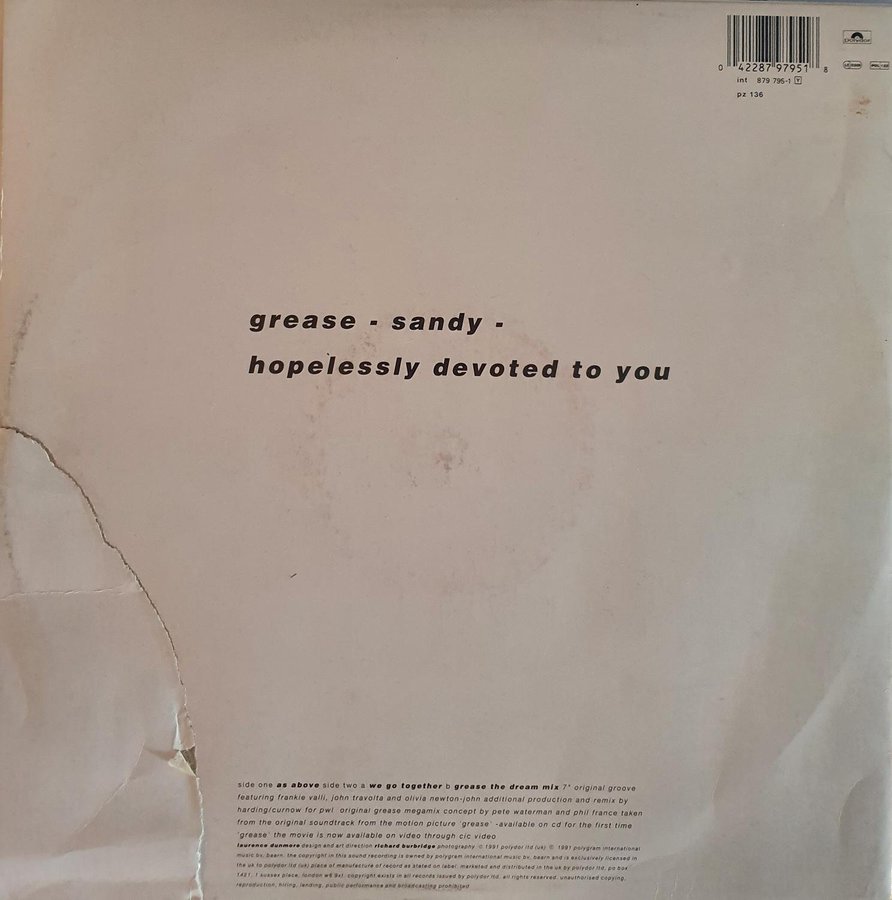 0 42287 97951 8
int 879 795-1 Y
pz 136
polydor
grease - sandy -
hopelessly devoted to you
side one as above side two a we go together b grease the dream mix 7" original groove
featuring frankie valli, john travolta and olivia newton-john additional production and remix by
harding/curnow for pwl original grease megamix concept by pete waterman and phil france taken
from the original soundtrack from the motion picture 'grease' -available on cd for the first time
'grease' the movie is now available on video through cic video
laurence dunmore design and art direction richard burbridge photography © 1991 polydor ltd (uk) ℗ 1991 polygram international
music bv, baarn. the copyright in this sound recording is owned by polygram international music bv, baarn and is exclusively licensed in
the uk to polydor ltd (uk) place of manufacture of record as stated on label. marketed and distributed in the uk by polydor ltd, po box
1421, 1 sussex place, london w6 9xt. copyright exists in all records issued by polydor ltd. all rights reserved. unauthorised copying,
reproduction, hiring, lending, public performance and broadcasting prohibited